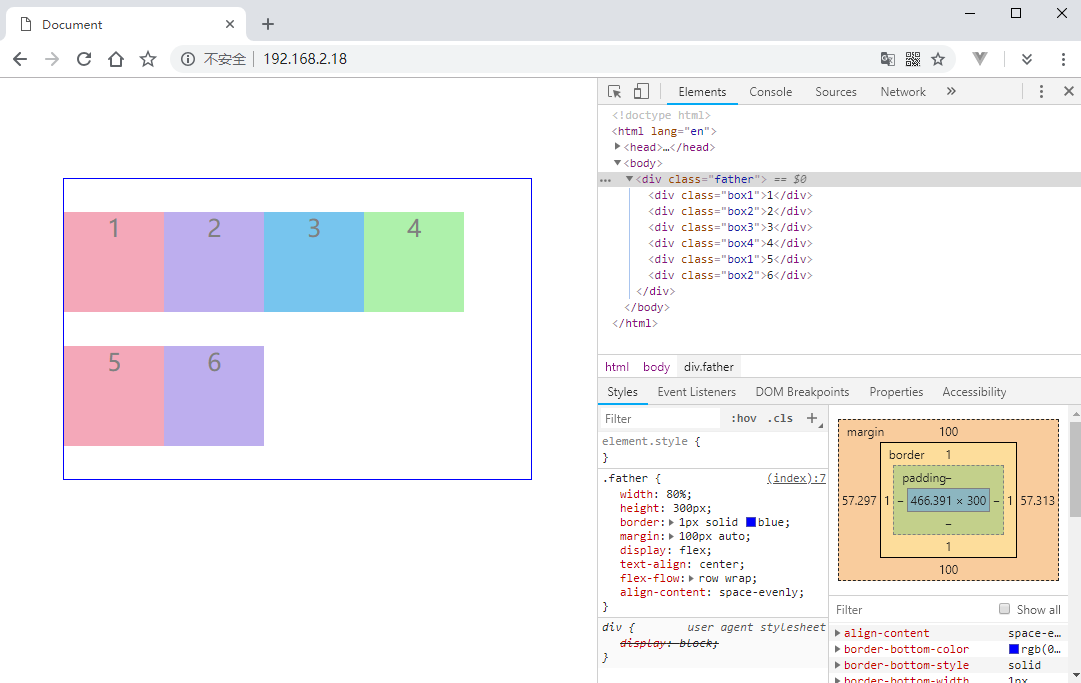 Document
不安全 192.168.2.18
1 2 3 4
5 6
Elements Console Sources Network »
<!doctype html>
<html lang="en">
<head>…</head>
<body>
… <div class="father"> == $0
<div class="box1">1</div>
<div class="box2">2</div>
<div class="box3">3</div>
<div class="box4">4</div>
<div class="box1">5</div>
<div class="box2">6</div>
</div>
</body>
</html>
html body div.father
Styles Event Listeners DOM Breakpoints Properties Accessibility
Filter :hov .cls +
element.style {
}
.father { (index):7
width: 80%;
height: 300px;
border: 1px solid blue;
margin: 100px auto;
display: flex;
text-align: center;
flex-flow: row wrap;
align-content: space-evenly;
}
div { user agent stylesheet
display: block;
}
margin 100
border 1
padding –
57.297 1 – 466.391 × 300 – 1 57.313
–
1
100
Filter Show all
align-content space-e…
border-bottom-color rgb(0…
border-bottom-style solid
border-bottom-width 1px